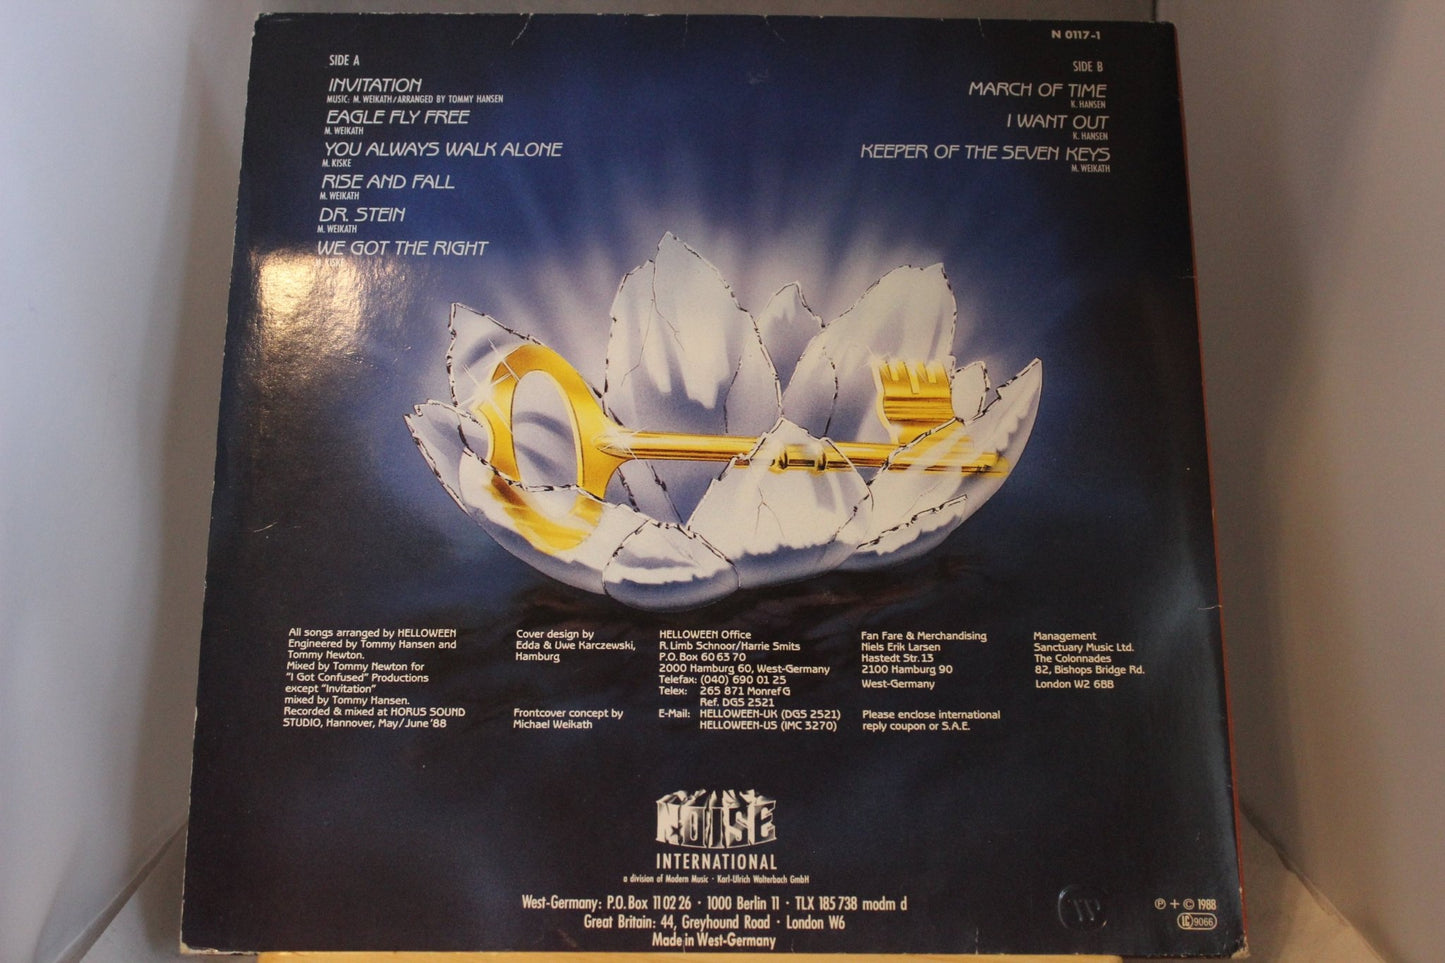 N 0117-1
SIDE A
INVITATION
MUSIC: M. WEIKATH/ARRANGED BY TOMMY HANSEN
EAGLE FLY FREE
M. WEIKATH
YOU ALWAYS WALK ALONE
M. KISKE
RISE AND FALL
M. WEIKATH
DR. STEIN
M. WEIKATH
WE GOT THE RIGHT
KISKE
SIDE B
MARCH OF TIME
K. HANSEN
I WANT OUT
K. HANSEN
KEEPER OF THE SEVEN KEYS
M. WEIKATH
All songs arranged by HELLOWEEN
Engineered by Tommy Hansen and
Tommy Newton.
Mixed by Tommy Newton for
"I Got Confused" Productions
except "Invitation"
mixed by Tommy Hansen.
Recorded & mixed at HORUS SOUND
STUDIO, Hannover, May/June '88
Cover design by
Edda & Uwe Karczewski,
Hamburg
Frontcover concept by
Michael Weikath
HELLOWEEN Office
R. Limb Schnoor/Harrie Smits
P.O. Box 60 63 70
2000 Hamburg 60, West-Germany
Telefax: (040) 690 01 25
Telex: 265 871 Monref G
Ref. DGS 2521
E-Mail: HELLOWEEN-UK (DGS 2521)
HELLOWEEN-US (IMC 3270)
Fan Fare & Merchandising
Niels Erik Larsen
Hastedt Str. 13
2100 Hamburg 90
West-Germany
Please enclose international
reply coupon or S.A.E.
Management
Sanctuary Music Ltd.
The Colonnades
82, Bishops Bridge Rd.
London W2 6BB
NOISE
INTERNATIONAL
a division of Modern Music · Karl-Ulrich Walterbach GmbH
West-Germany: P.O. Box 11 02 26 · 1000 Berlin 11 · TLX 185 738 modm d
Great Britain: 44, Greyhound Road · London W6
Made in West-Germany
℗ + © 1988
LC 9066